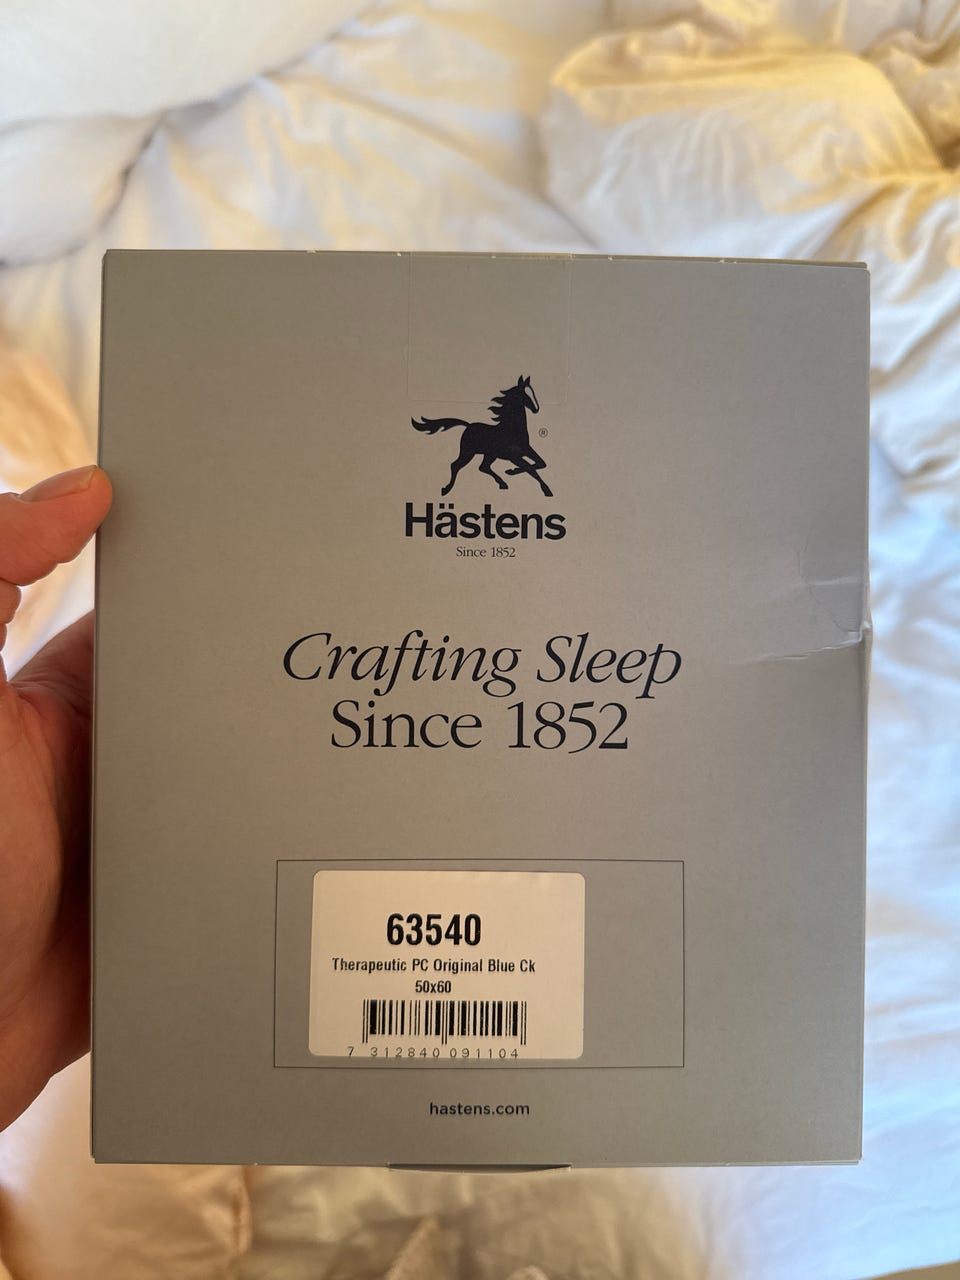 ®
Hästens
Since 1852
Crafting Sleep
Since 1852
63540
Therapeutic PC Original Blue Ck
50x60
7 312840 091104
hastens.com